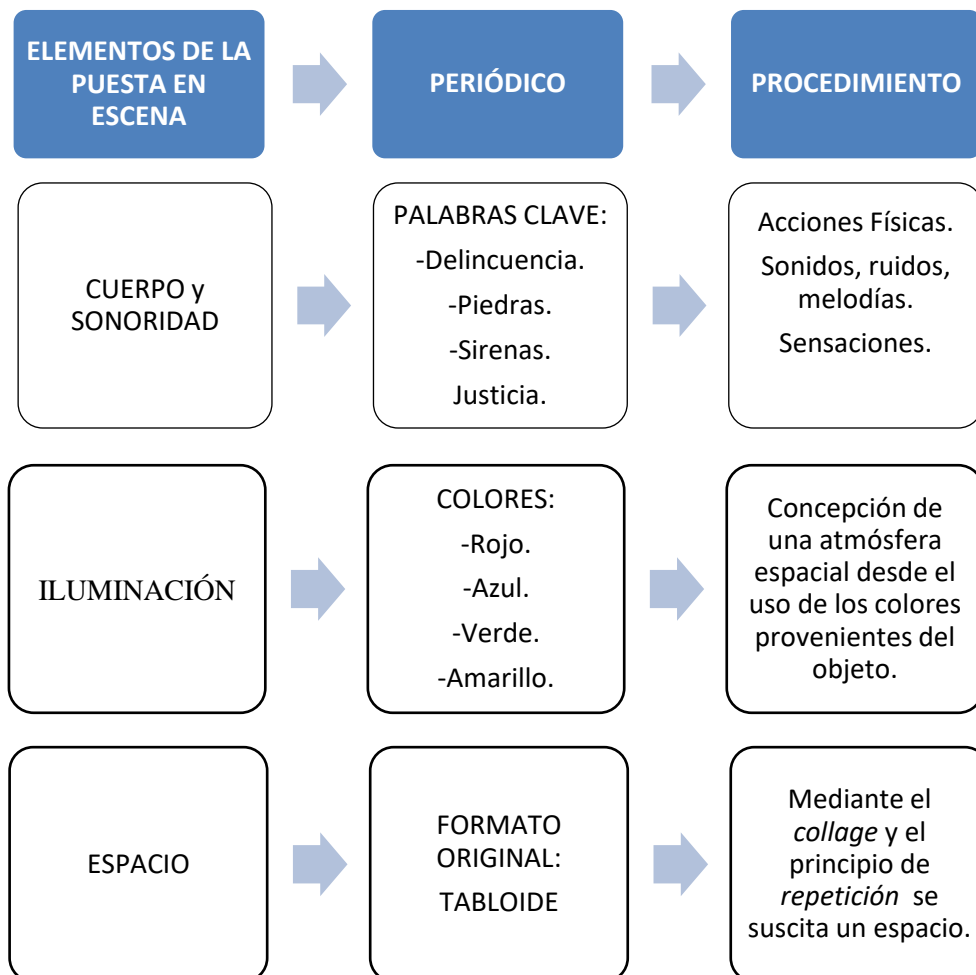 ELEMENTOS DE LA
PUESTA EN
ESCENA
PERIÓDICO
PROCEDIMIENTO
CUERPO y
SONORIDAD
PALABRAS CLAVE:
-Delincuencia.
-Piedras.
-Sirenas.
Justicia.
Acciones Físicas.
Sonidos, ruidos,
melodías.
Sensaciones.
ILUMINACIÓN
COLORES:
-Rojo.
-Azul.
-Verde.
-Amarillo.
Concepción de
una atmósfera
espacial desde el
uso de los colores
provenientes del
objeto.
ESPACIO
FORMATO
ORIGINAL:
TABLOIDE
Mediante el
collage y el
principio de
repetición se
suscita un espacio.